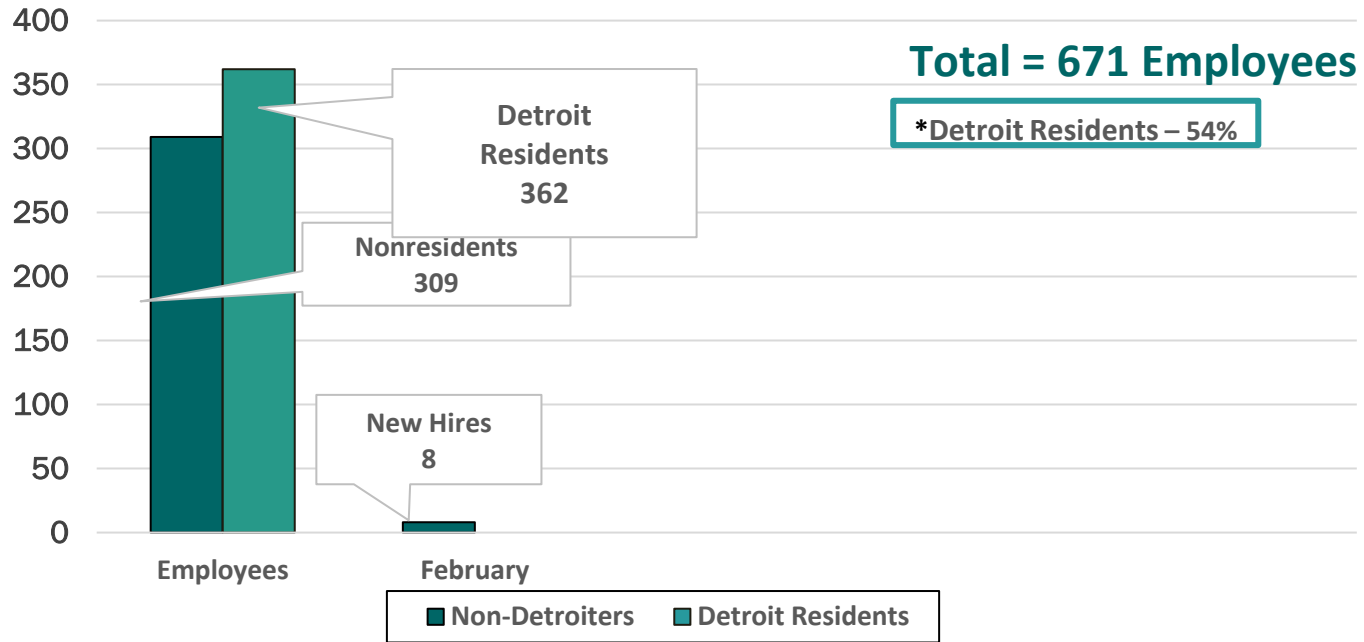 400
350
300
250
200
150
100
50
0
Total = 671 Employees
*Detroit Residents – 54%
Detroit
Residents
362
Nonresidents
309
New Hires
8
Employees
February
Non-Detroiters
Detroit Residents